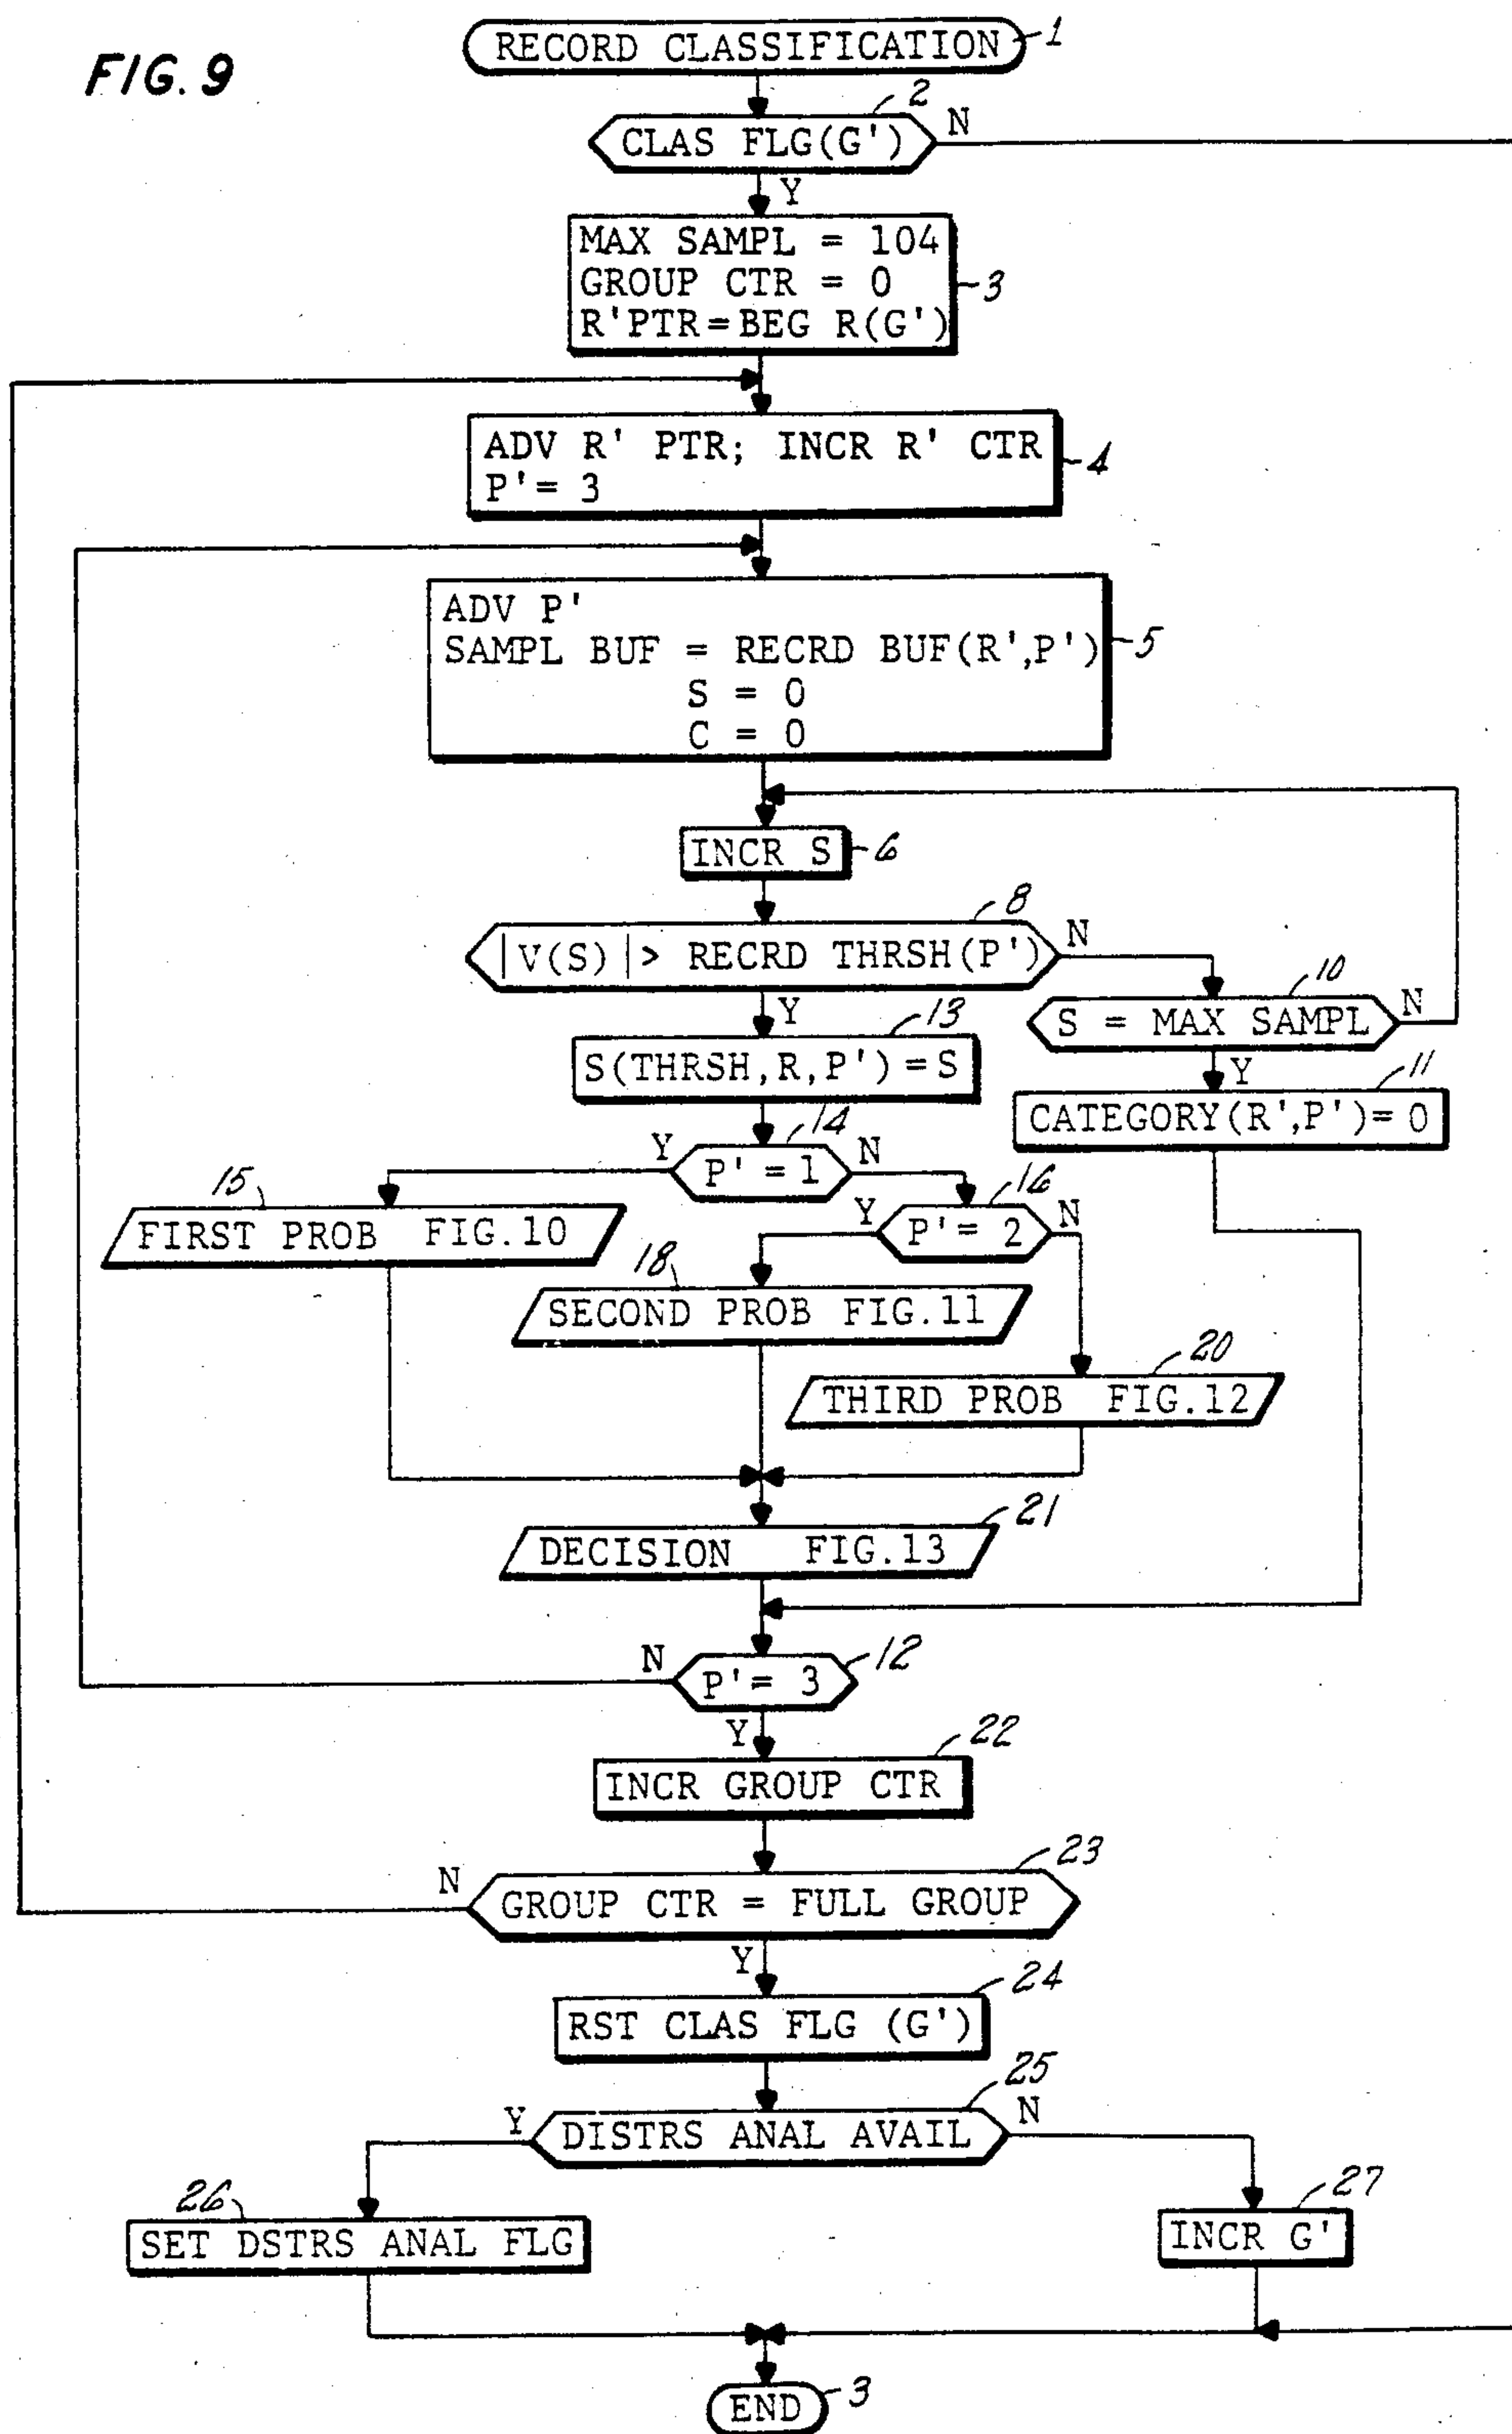 FIG. 9
RECORD CLASSIFICATION
1
2
CLAS FLG(G')
N
Y
MAX SAMPL = 104
GROUP CTR = 0
R'PTR=BEG R(G')
3
ADV R' PTR; INCR R' CTR
P'= 3
4
ADV P'
SAMPL BUF = RECRD BUF(R',P')
S = 0
C = 0
5
INCR S
6
8
|V(S)|> RECRD THRSH(P')
N
Y
10
S = MAX SAMPL
N
Y
13
S(THRSH,R,P')=S
11
CATEGORY(R',P')= 0
14
Y
P'=1
N
15
FIRST PROB FIG.10
16
Y
P'= 2
N
18
SECOND PROB FIG.11
20
THIRD PROB FIG.12
21
DECISION FIG.13
N
P'= 3
12
Y
22
INCR GROUP CTR
23
N
GROUP CTR = FULL GROUP
Y
24
RST CLAS FLG (G')
25
Y
DISTRS ANAL AVAIL
N
26
SET DSTRS ANAL FLG
27
INCR G'
END
3